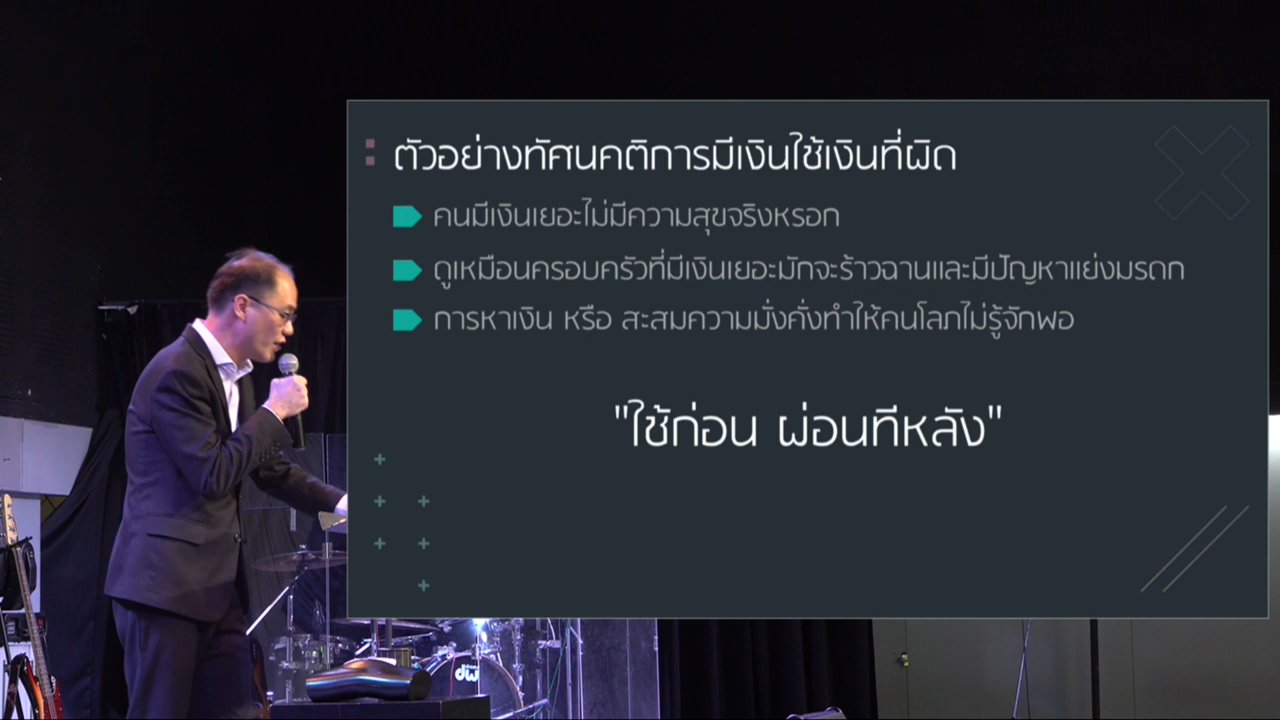 ตัวอย่างทัศนคติการมีเงินใช้เงินที่ผิด
คนมีเงินเยอะไม่มีความสุขจริงหรอก
ดูเหมือนครอบครัวที่มีเงินเยอะมักจะร้าวฉานและมีปัญหาแย่งมรดก
การหาเงิน หรือ สะสมความมั่งคั่งทำให้คนโลภไม่รู้จักพอ
"ใช้ก่อน ผ่อนทีหลัง"
dw